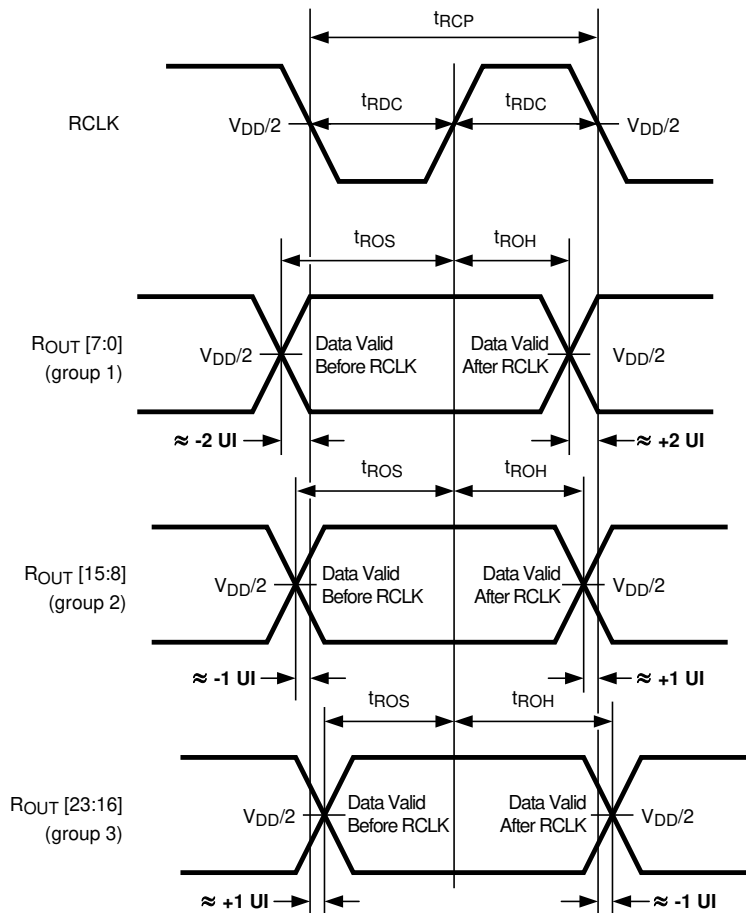 tRCP
RCLK
VDD/2
tRDC
tRDC
VDD/2
tROS
tROH
ROUT [7:0]
(group 1)
VDD/2
Data Valid
Before RCLK
Data Valid
After RCLK
VDD/2
≈ -2 UI
≈ +2 UI
tROS
tROH
ROUT [15:8]
(group 2)
VDD/2
Data Valid
Before RCLK
Data Valid
After RCLK
VDD/2
≈ -1 UI
≈ +1 UI
tROS
tROH
ROUT [23:16]
(group 3)
VDD/2
Data Valid
Before RCLK
Data Valid
After RCLK
VDD/2
≈ +1 UI
≈ -1 UI